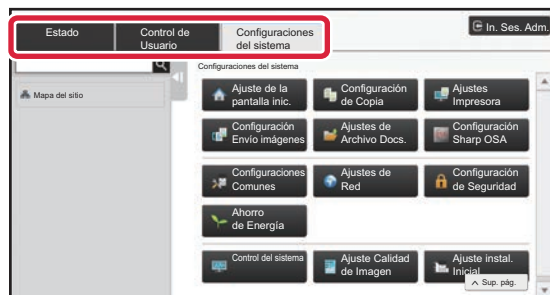 Estado
Control de
Usuario
Configuraciones
del sistema
In. Ses. Adm.
Configuraciones del sistema
Mapa del sitio
Ajuste de la
pantalla inic.
Configuración
de Copia
Ajustes
Impresora
Configuración
Envío imágenes
Ajustes de
Archivo Docs.
Configuración
Sharp OSA
Configuraciones
Comunes
Ajustes de
Red
Configuración
de Seguridad
Ahorro
de Energía
Control del sistema
Ajuste Calidad
de Imagen
Ajuste instal.
Inicial
Sup. pág.